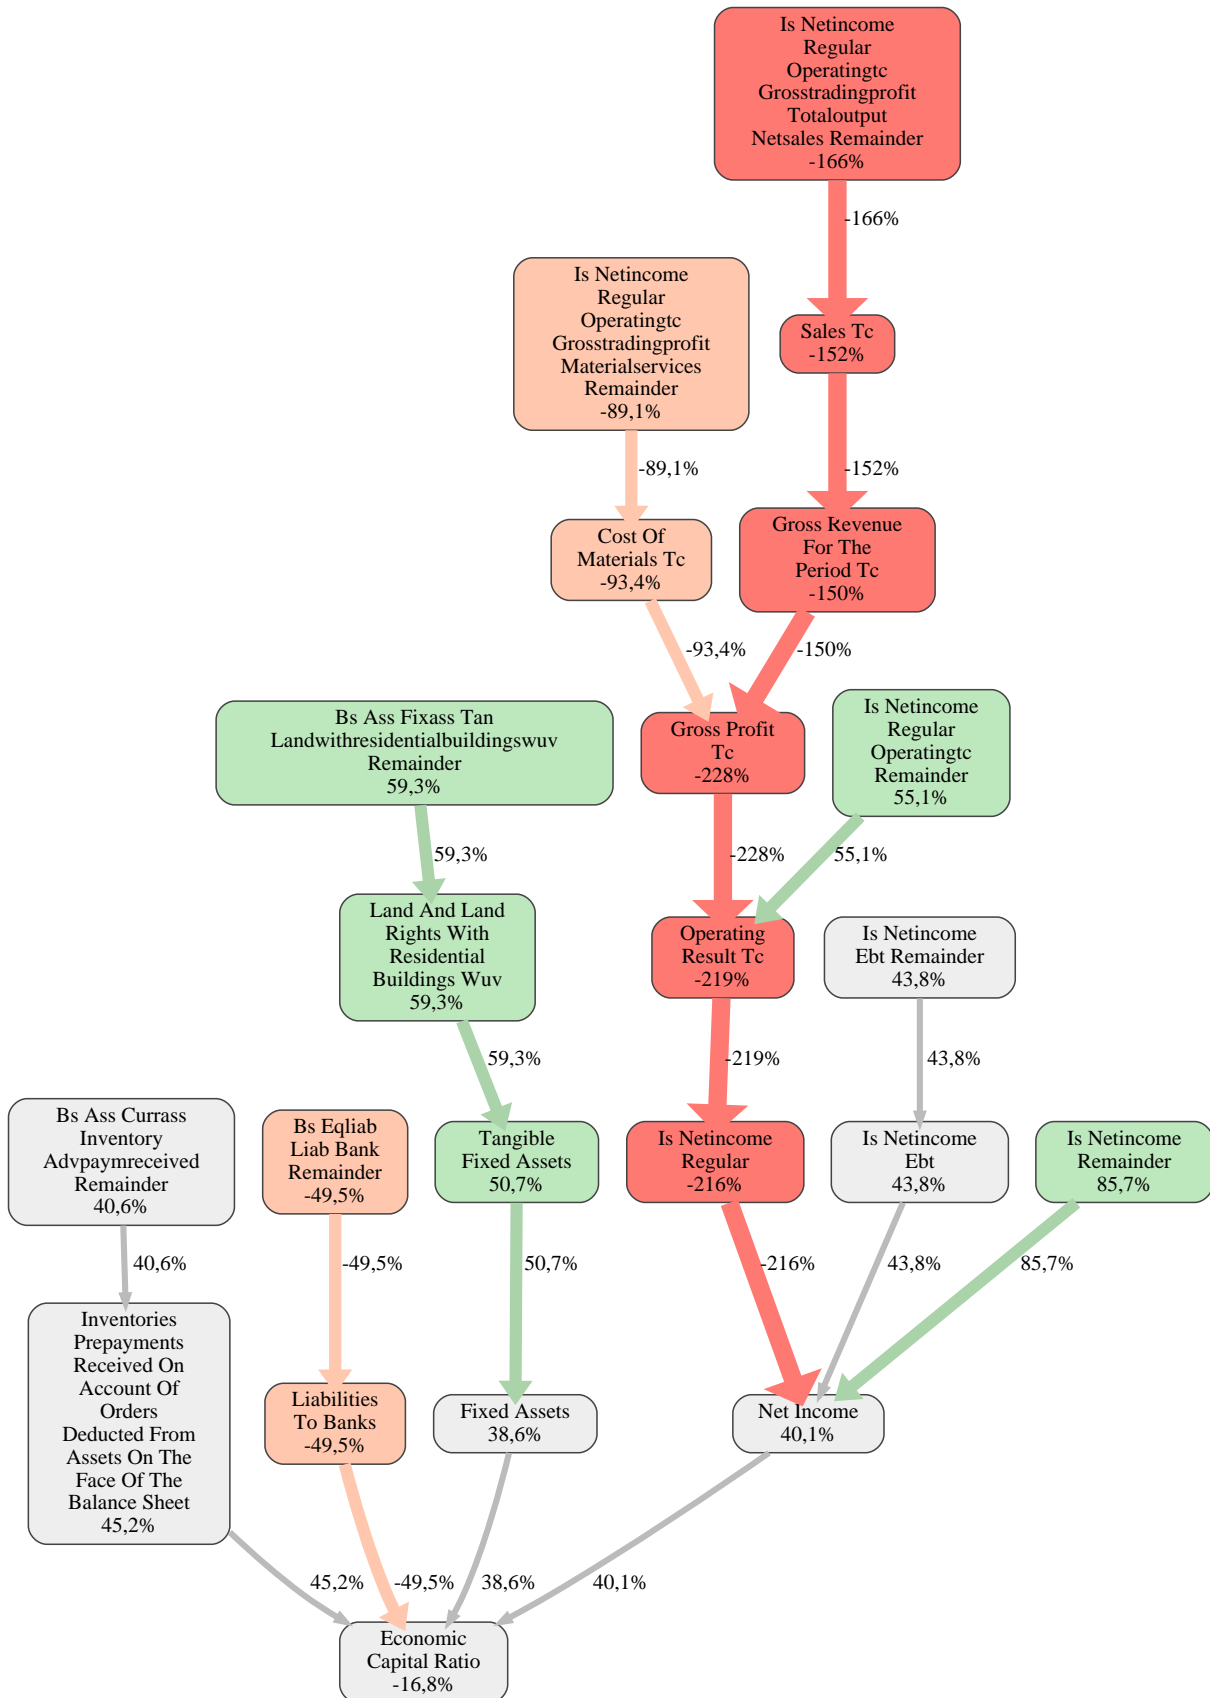 Is Netincome
Regular
Operatingtc
Grosstradingprofit
Totaloutput
Netsales Remainder
-166%
-166%
Is Netincome
Regular
Operatingtc
Grosstradingprofit
Materialservices
Remainder
-89,1%
Sales Tc
-152%
-89,1%
-152%
Cost Of
Materials Tc
-93,4%
Gross Revenue
For The
Period Tc
-150%
-93,4%
-150%
Bs Ass Fixass Tan
Landwithresidentialbuildingswuv
Remainder
59,3%
Gross Profit
Tc
-228%
Is Netincome
Regular
Operatingtc
Remainder
55,1%
59,3%
-228%
55,1%
Land And Land
Rights With
Residential
Buildings Wuv
59,3%
Operating
Result Tc
-219%
Is Netincome
Ebt Remainder
43,8%
59,3%
-219%
43,8%
Bs Ass Currass
Inventory
Advpaymreceived
Remainder
40,6%
Bs Eqliab
Liab Bank
Remainder
-49,5%
Tangible
Fixed Assets
50,7%
Is Netincome
Regular
-216%
Is Netincome
Ebt
43,8%
Is Netincome
Remainder
85,7%
40,6%
-49,5%
50,7%
-216%
43,8%
85,7%
Inventories
Prepayments
Received On
Account Of
Orders
Deducted From
Assets On The
Face Of The
Balance Sheet
45,2%
Liabilities
To Banks
-49,5%
Fixed Assets
38,6%
Net Income
40,1%
45,2%
-49,5%
38,6%
40,1%
Economic
Capital Ratio
-16,8%